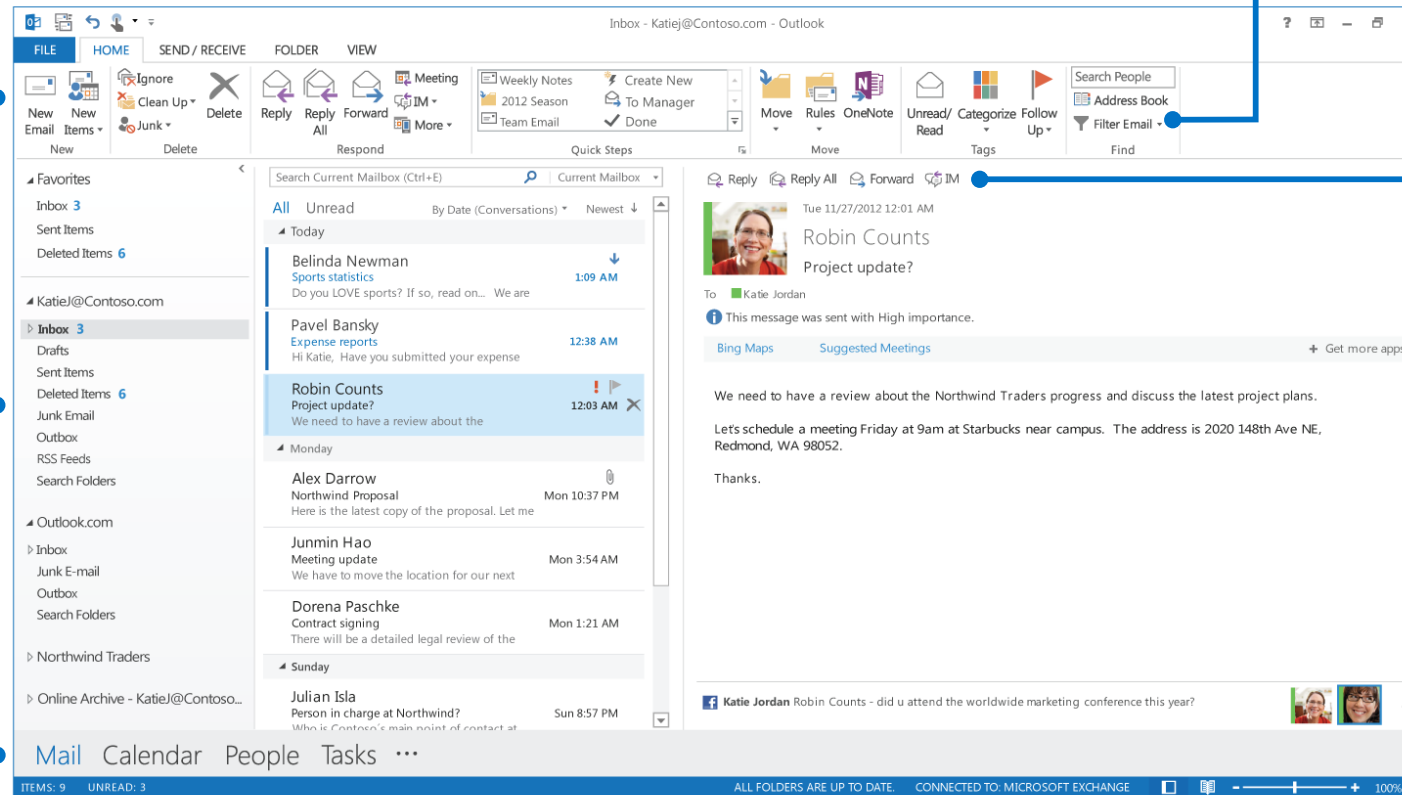 Inbox - Katiej@Contoso.com - Outlook
?
FILE HOME SEND / RECEIVE FOLDER VIEW
New Email
New Items
New
Ignore
Clean Up
Junk
Delete
Delete
Reply
Reply All
Forward
Meeting
IM
More
Respond
Weekly Notes
2012 Season
Team Email
Create New
To Manager
Done
Quick Steps
Move
Rules
OneNote
Move
Unread/ Read
Categorize
Follow Up
Tags
Search People
Address Book
Filter Email
Find
Favorites
Inbox 3
Sent Items
Deleted Items 6
KatieJ@Contoso.com
Inbox 3
Drafts
Sent Items
Deleted Items 6
Junk Email
Outbox
RSS Feeds
Search Folders
Outlook.com
Inbox
Junk E-mail
Outbox
Search Folders
Northwind Traders
Online Archive - KatieJ@Contoso...
Search Current Mailbox (Ctrl+E) Current Mailbox
All Unread By Date (Conversations) Newest ↓
Today
Belinda Newman
Sports statistics 1:09 AM
Do you LOVE sports? If so, read on... We are
Pavel Bansky
Expense reports 12:38 AM
Hi Katie, Have you submitted your expense
Robin Counts
Project update? 12:03 AM
We need to have a review about the
Monday
Alex Darrow
Northwind Proposal Mon 10:37 PM
Here is the latest copy of the proposal. Let me
Junmin Hao
Meeting update Mon 3:54 AM
We have to move the location for our next
Dorena Paschke
Contract signing Mon 1:21 AM
There will be a detailed legal review of the
Sunday
Julian Isla
Person in charge at Northwind? Sun 8:57 PM
Who is Contoso's main point of contact at
Reply Reply All Forward IM
Tue 11/27/2012 12:01 AM
Robin Counts
Project update?
To Katie Jordan
This message was sent with High importance.
Bing Maps Suggested Meetings + Get more apps
We need to have a review about the Northwind Traders progress and discuss the latest project plans.
Let's schedule a meeting Friday at 9am at Starbucks near campus. The address is 2020 148th Ave NE,
Redmond, WA 98052.
Thanks.
Katie Jordan Robin Counts - did u attend the worldwide marketing conference this year?
Mail Calendar People Tasks ···
ITEMS: 9 UNREAD: 3 ALL FOLDERS ARE UP TO DATE. CONNECTED TO: MICROSOFT EXCHANGE - + 100%